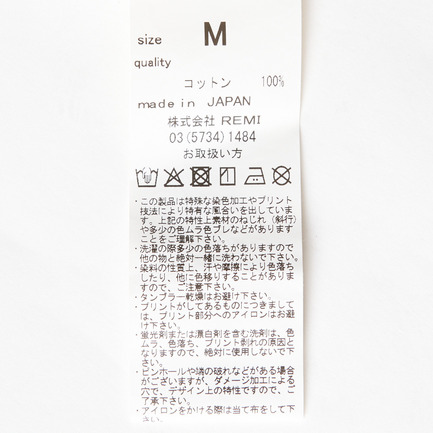 size M
quality
コットン 100%
made in JAPAN
株式会社 REMI
03(5734)1484
お取扱い方
・この製品は特殊な染色加工やプリント
技法により特有な風合いを出していま
す。上記の特性上素材のねじれ(斜行)
や多少の色ムラ色ブレなどがあります
ことをご理解下さい。
・洗濯の際多少の色落ちがありますので
他の物と絶対一緒に洗わないで下さい。
・染料の性質上、汗や摩擦により色落ち
したり、他に色移りすることがありま
すので、ご注意下さい。
・タンブラー乾燥はお避け下さい。
・プリントがしてあるものにつきまして
は、プリント部分へのアイロンはお避
け下さい。
・蛍光剤または漂白剤を含む洗剤は、色
ムラ、色落ち、プリント剥れの原因と
なりますので、絶対に使用しないで下
さい。
・ピンホールや裾の破れなどがある場合
がございますが、ダメージ加工による
穴で、デザイン上の特性ですので、ご
了承下さい。
・アイロンをかける際は当て布をして下
さい。